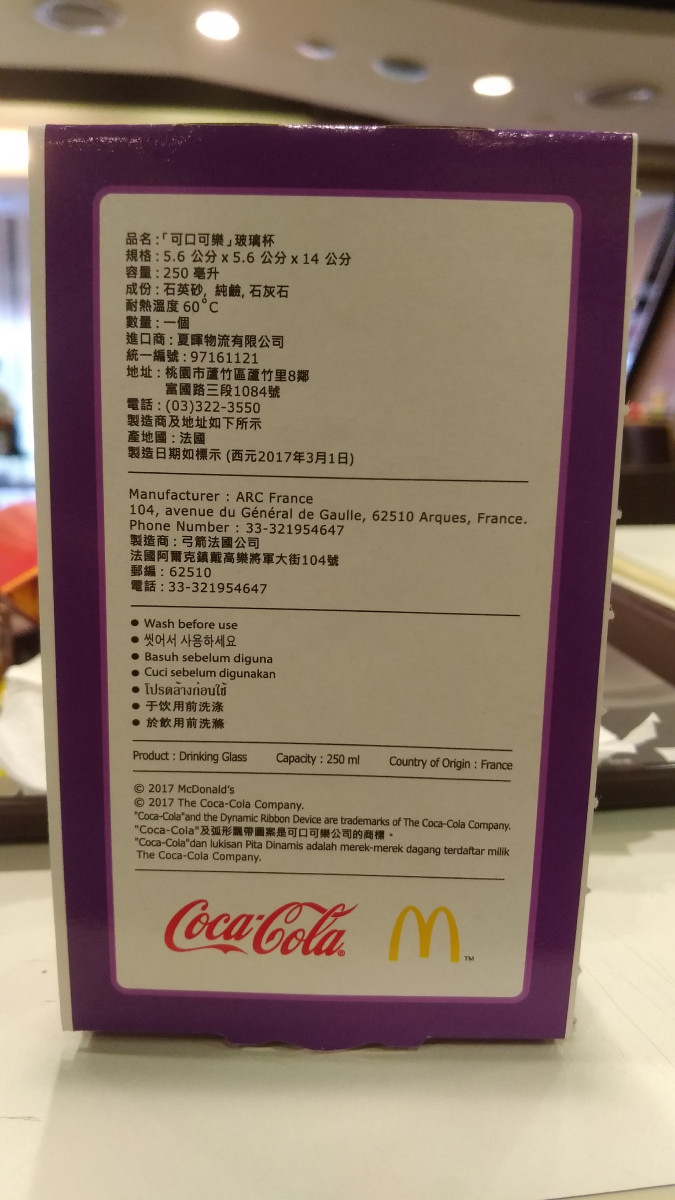 品名:「可口可樂」玻璃杯
規格:5.6 公分 x 5.6 公分 x 14 公分
容量:250 毫升
成份:石英砂, 純鹼, 石灰石
耐熱溫度 60°C
數量:一個
進口商:夏暉物流有限公司
統一編號:97161121
地址:桃園市蘆竹區蘆竹里8鄰
富國路三段1084號
電話:(03)322-3550
製造商及地址如下所示
產地國:法國
製造日期如標示 (西元2017年3月1日)
Manufacturer : ARC France
104, avenue du Général de Gaulle, 62510 Arques, France.
Phone Number : 33-321954647
製造商:弓箭法國公司
法國阿爾克鎮戴高樂將軍大街104號
郵編:62510
電話:33-321954647
● Wash before use
● 씻어서 사용하세요
● Basuh sebelum diguna
● Cuci sebelum digunakan
● โปรดล้างก่อนใช้
● 于饮用前洗涤
● 於飲用前洗滌
Product : Drinking Glass Capacity : 250 ml Country of Origin : France
© 2017 McDonald's
© 2017 The Coca-Cola Company.
"Coca-Cola"and the Dynamic Ribbon Device are trademarks of The Coca-Cola Company.
"Coca-Cola"及弧形飄帶圖案是可口可樂公司的商標。
"Coca-Cola"dan lukisan Pita Dinamis adalah merek-merek dagang terdaftar milik
The Coca-Cola Company.
Coca-Cola® M™